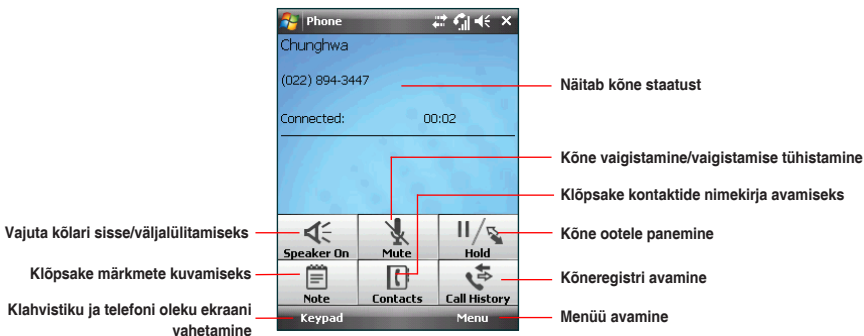 Phone
Chunghwa
(022) 894-3447
Connected: 00:02
Speaker On
Mute
Hold
Note
Contacts
Call History
Keypad
Menu
Näitab kõne staatust
Kõne vaigistamine/vaigistamise tühistamine
Klõpsake kontaktide nimekirja avamiseks
Vajuta kõlari sisse/väljalülitamiseks
Kõne ootele panemine
Klõpsake märkmete kuvamiseks
Kõneregistri avamine
Klahvistiku ja telefoni oleku ekraani
vahetamine
Menüü avamine